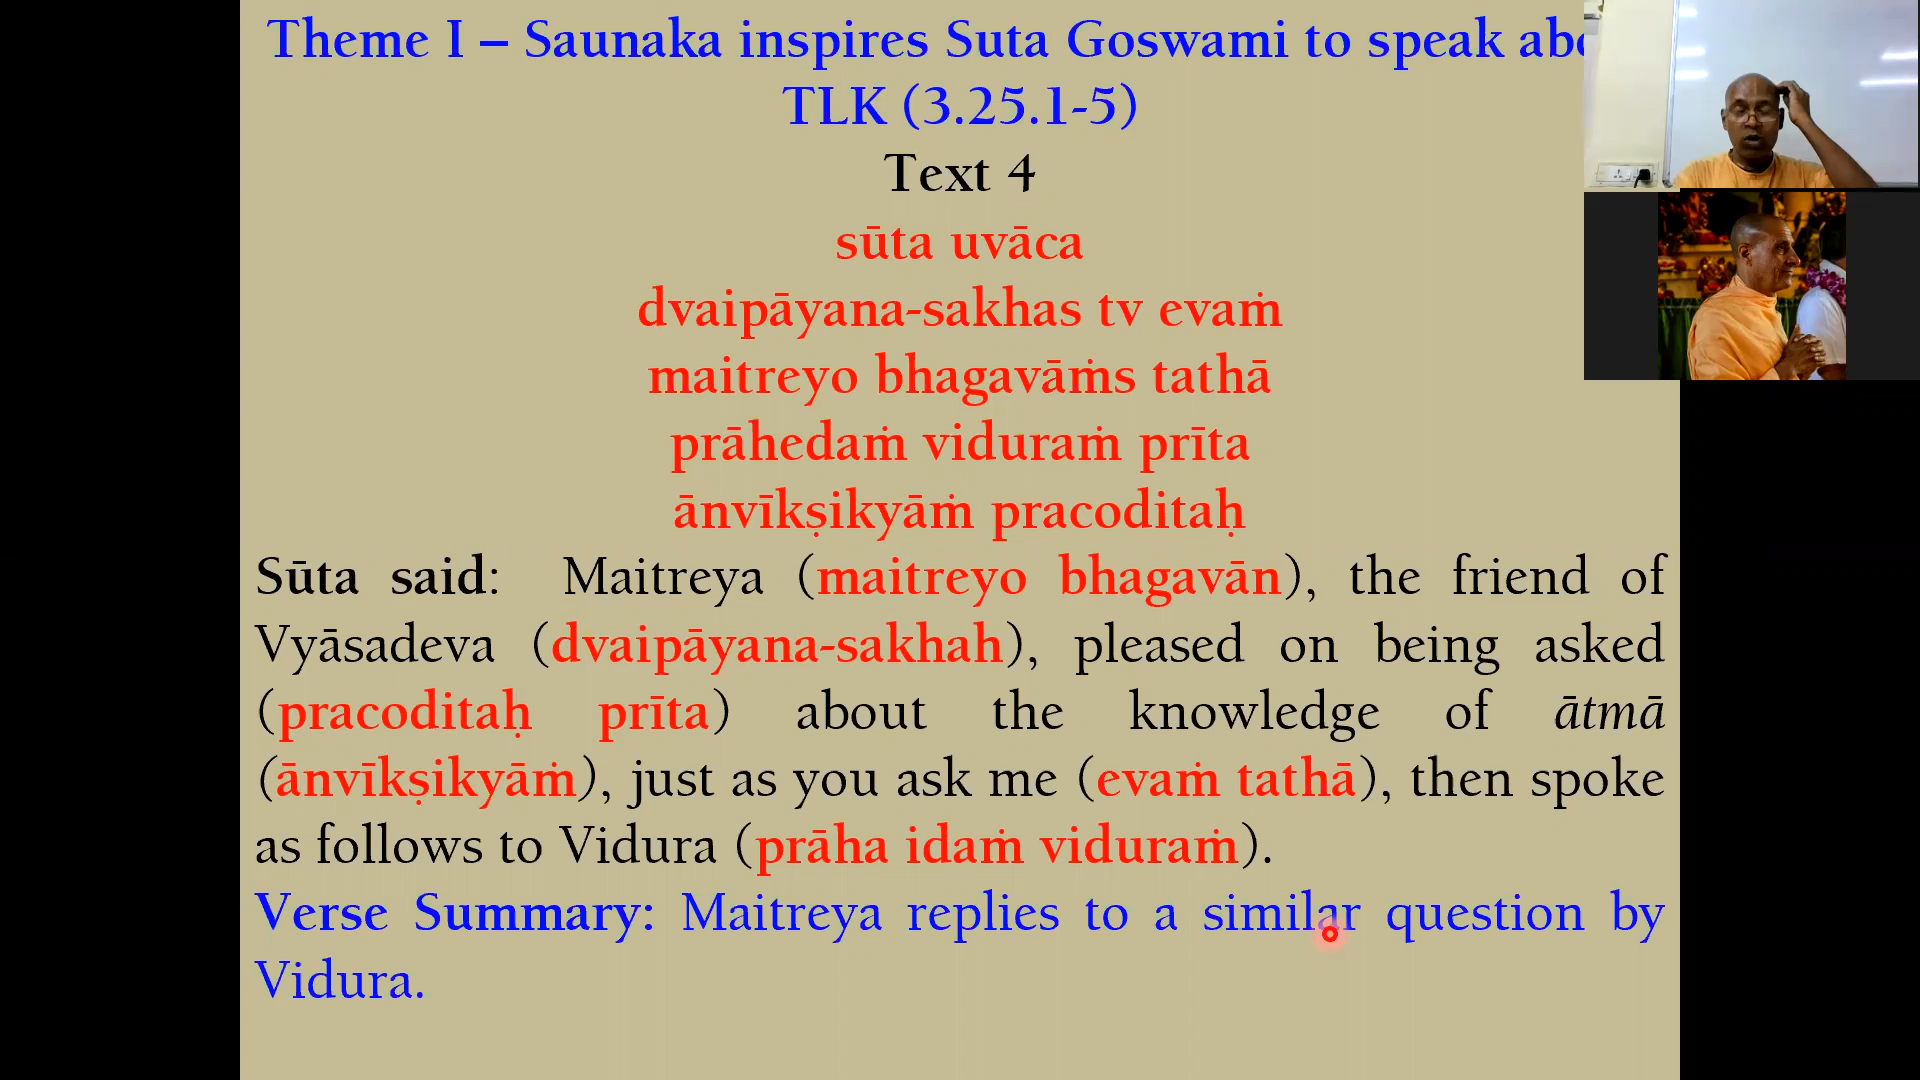 Theme I – Saunaka inspires Suta Goswami to speak
TLK (3.25.1-5)
Text 4
sūta uvāca
dvaipāyana-sakhas tv evaṁ
maitreyo bhagavāṁs tathā
prāhedaṁ viduraṁ prīta
ānvīkṣikyāṁ pracoditaḥ
Sūta said: Maitreya (maitreyo bhagavān), the friend of
Vyāsadeva (dvaipāyana-sakhah), pleased on being asked
(pracoditaḥ prīta) about the knowledge of ātmā
(ānvīkṣikyāṁ), just as you ask me (evaṁ tathā), then spoke
as follows to Vidura (prāha idaṁ viduraṁ).
Verse Summary: Maitreya replies to a similar question by
Vidura.